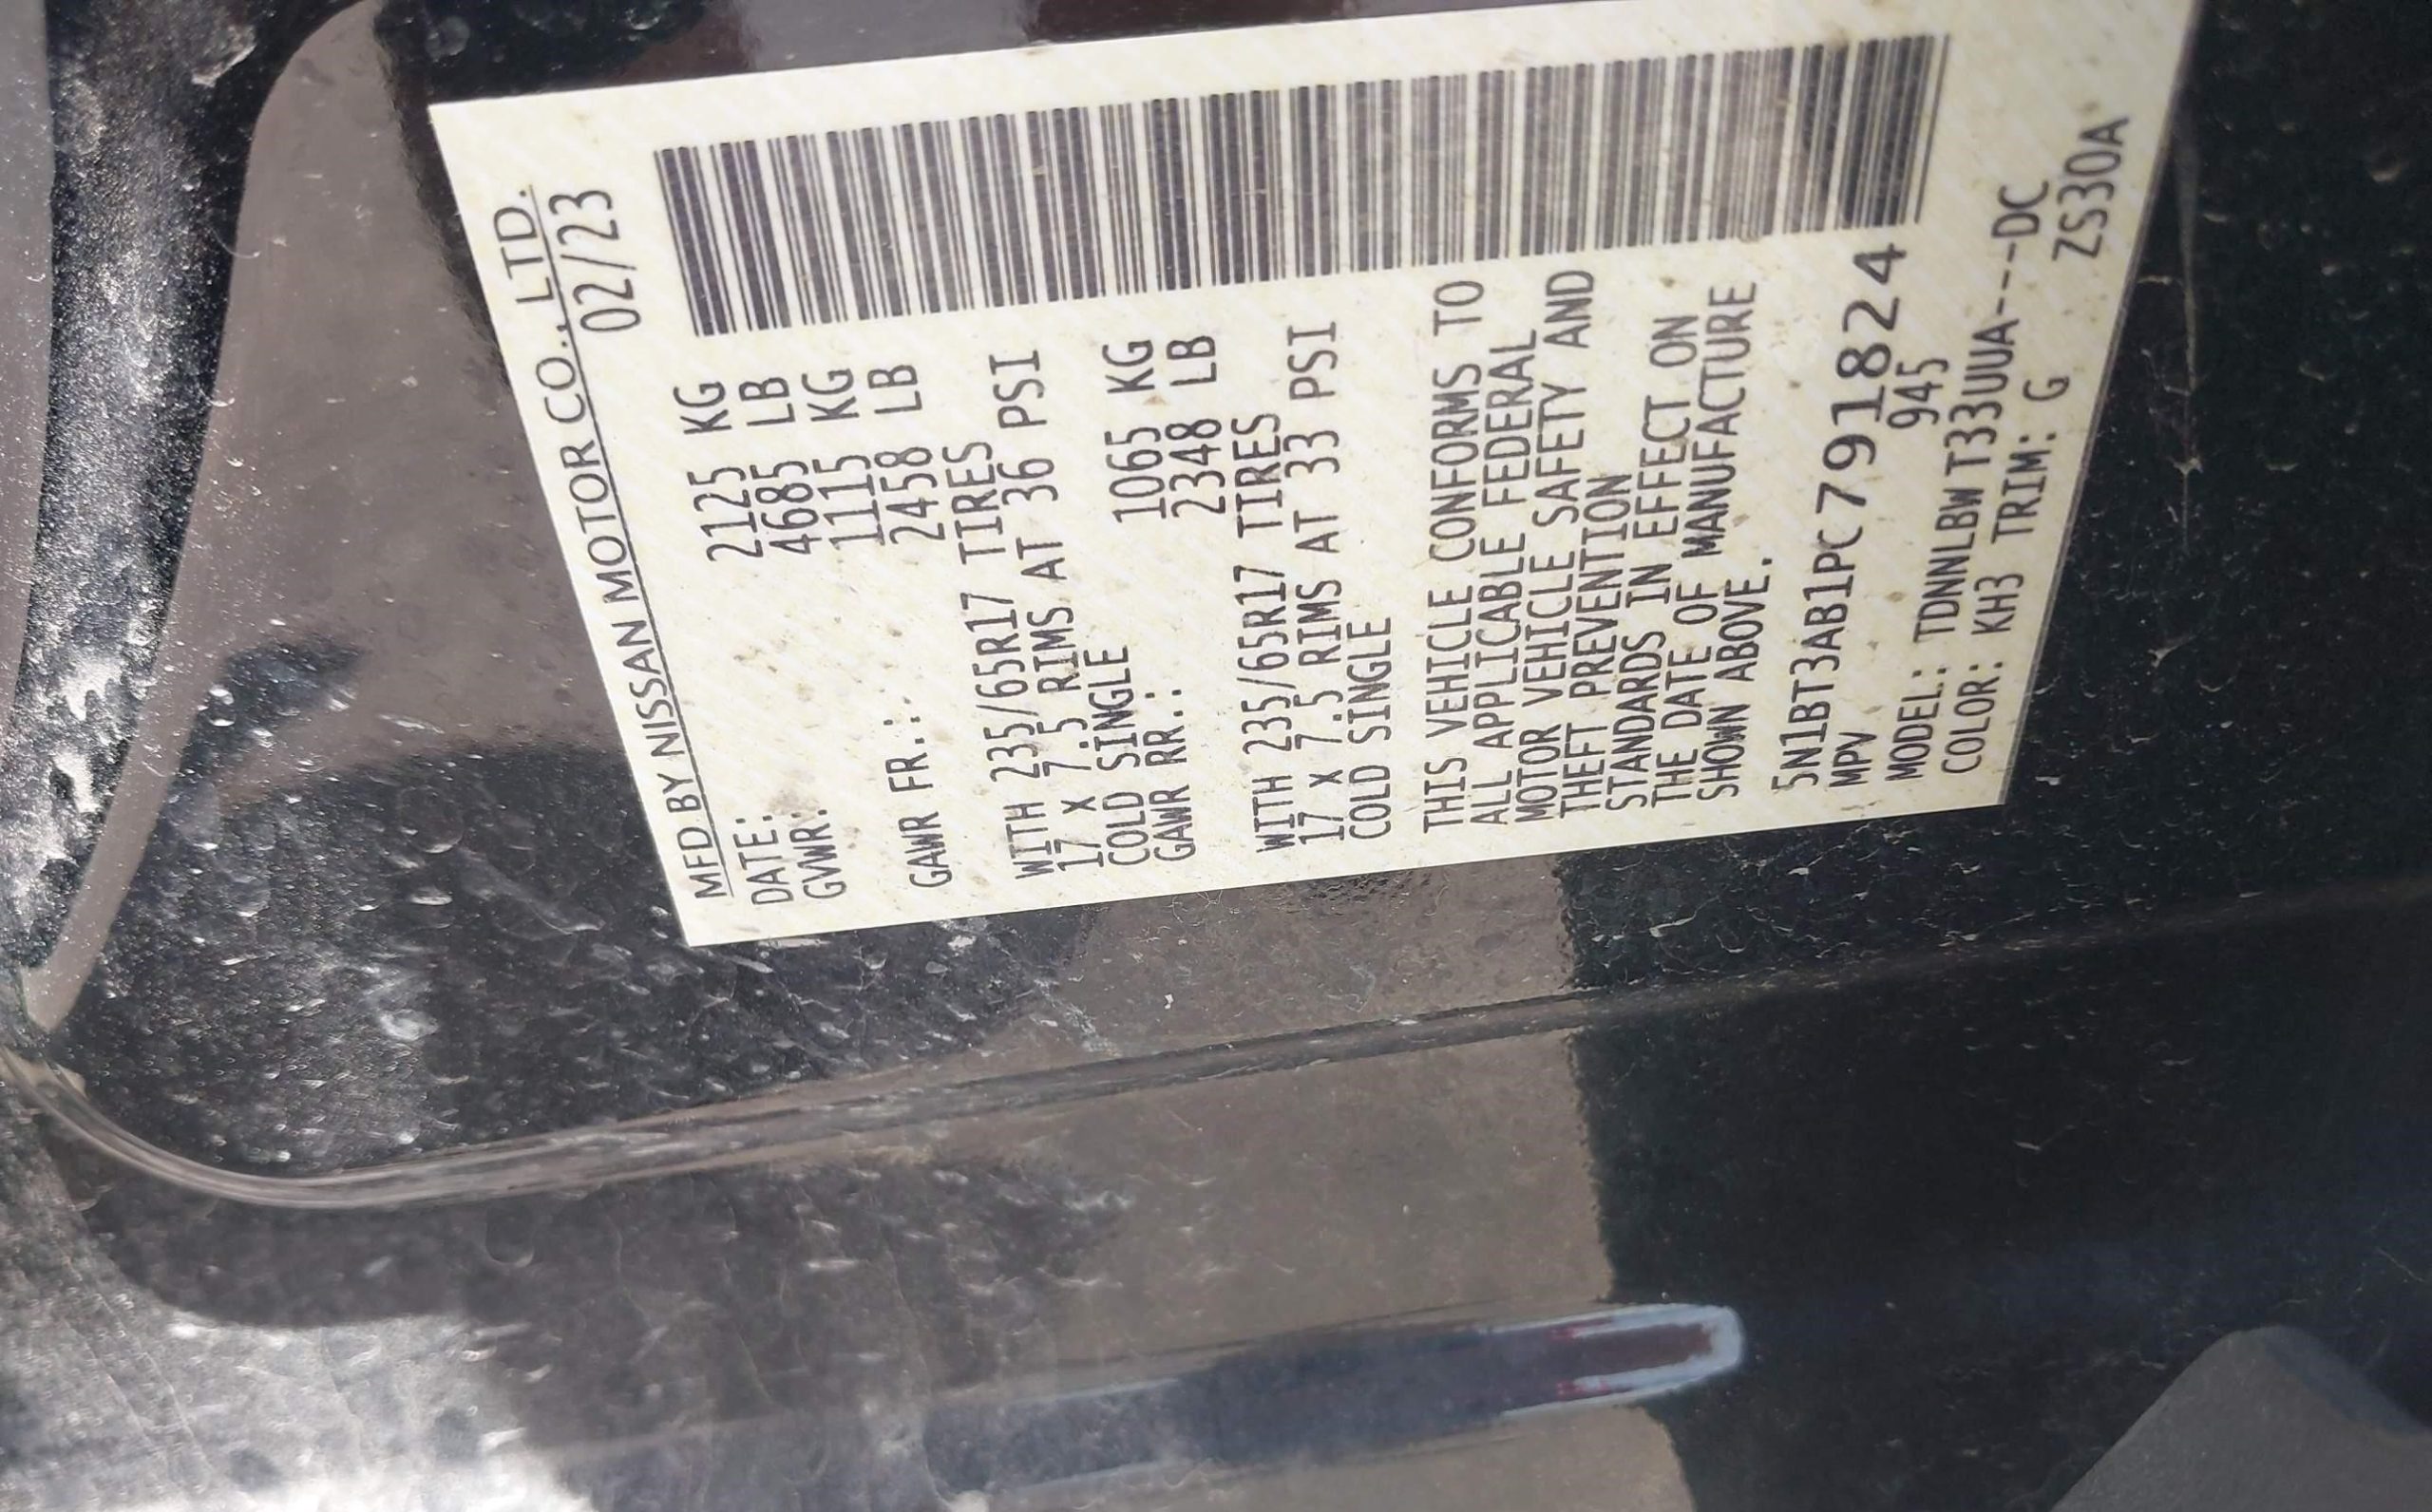 MFD BY NISSAN MOTOR CO., LTD.
DATE: 02/23
GVWR: 2125 KG
4685 LB
GAWR FR.: 1115 KG
2458 LB
WITH 235/65R17 TIRES
17 X 7.5 RIMS AT 36 PSI
COLD SINGLE
GAWR RR.: 1065 KG
2348 LB
WITH 235/65R17 TIRES
17 X 7.5 RIMS AT 33 PSI
COLD SINGLE
THIS VEHICLE CONFORMS TO
ALL APPLICABLE FEDERAL
MOTOR VEHICLE SAFETY AND
THEFT PREVENTION
STANDARDS IN EFFECT ON
THE DATE OF MANUFACTURE
SHOWN ABOVE.
5N1BT3AB1PC791824
MPV 945
MODEL: TDNNLBW T33UUA---DC
COLOR: KH3 TRIM: G ZS30A